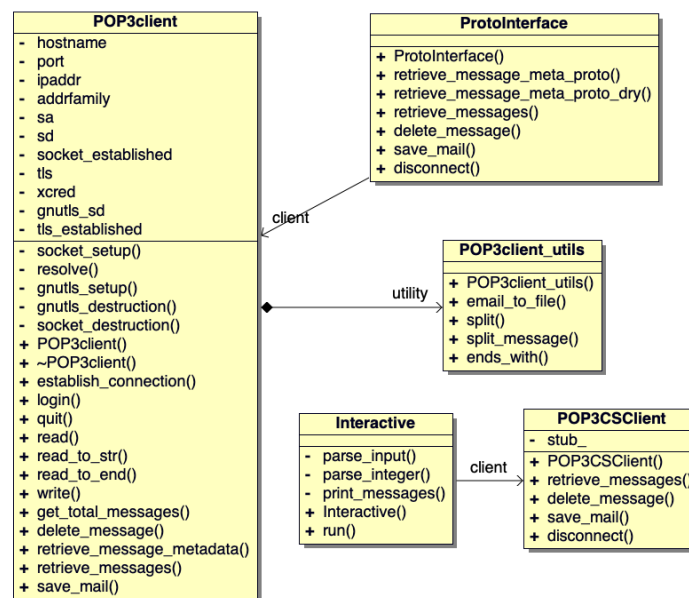 POP3client
- hostname
- port
- ipaddr
- addrfamily
- sa
- sd
- socket_established
- tls
- xcred
- gnutls_sd
- tls_established
- socket_setup()
- resolve()
- gnutls_setup()
- gnutls_destruction()
- socket_destruction()
+ POP3client()
+ ~POP3client()
+ establish_connection()
+ login()
+ quit()
+ read()
+ read_to_str()
+ read_to_end()
+ write()
+ get_total_messages()
+ delete_message()
+ retrieve_message_metadata()
+ retrieve_messages()
+ save_mail()
ProtoInterface
+ ProtoInterface()
+ retrieve_message_meta_proto()
+ retrieve_message_meta_proto_dry()
+ retrieve_messages()
+ delete_message()
+ save_mail()
+ disconnect()
client
utility
POP3client_utils
+ POP3client_utils()
+ email_to_file()
+ split()
+ split_message()
+ ends_with()
Interactive
- parse_input()
- parse_integer()
- print_messages()
+ Interactive()
+ run()
client
POP3CSClient
- stub_
+ POP3CSClient()
+ retrieve_messages()
+ delete_message()
+ save_mail()
+ disconnect()